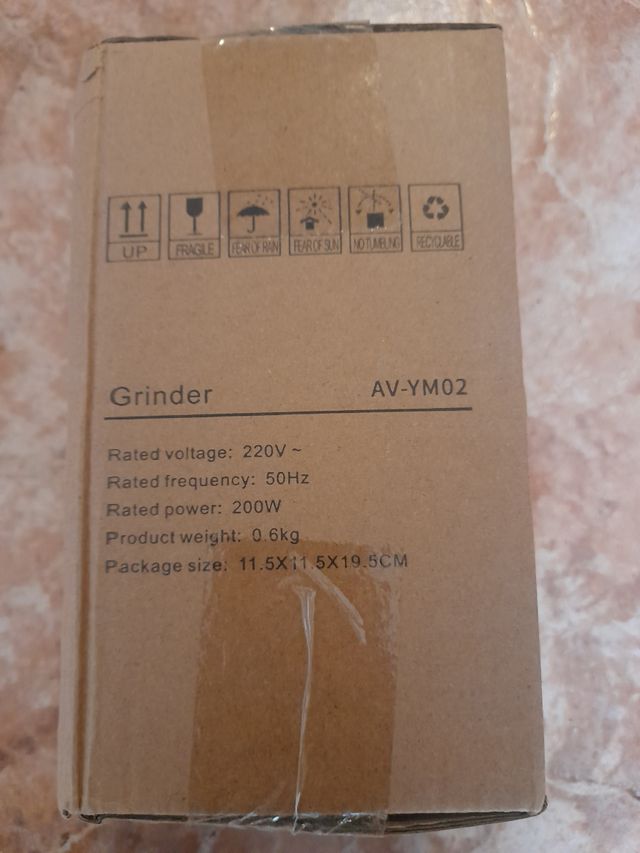 UP FRAGILE FEAR OF RAIN FEAR OF SUN NO TUMBLING RECYCLABLE
Grinder AV-YM02
Rated voltage: 220V ~
Rated frequency: 50Hz
Rated power: 200W
Product weight: 0.6kg
Package size: 11.5X11.5X19.5CM